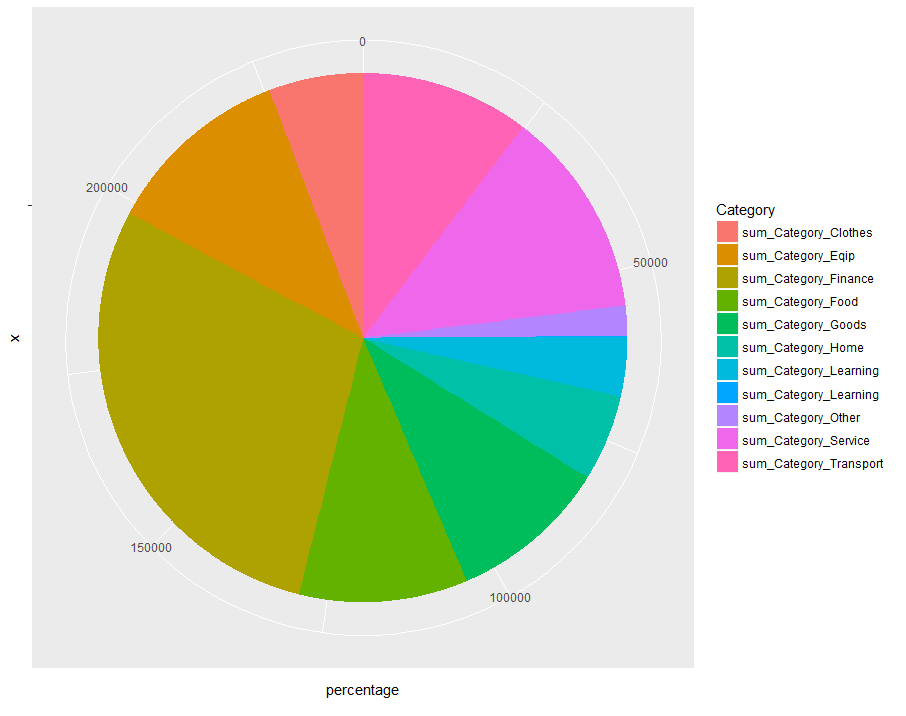 0
50000
100000
150000
200000
x
percentage
Category
sum_Category_Clothes
sum_Category_Eqip
sum_Category_Finance
sum_Category_Food
sum_Category_Goods
sum_Category_Home
sum_Category_Learning
sum_Category_Learning
sum_Category_Other
sum_Category_Service
sum_Category_Transport